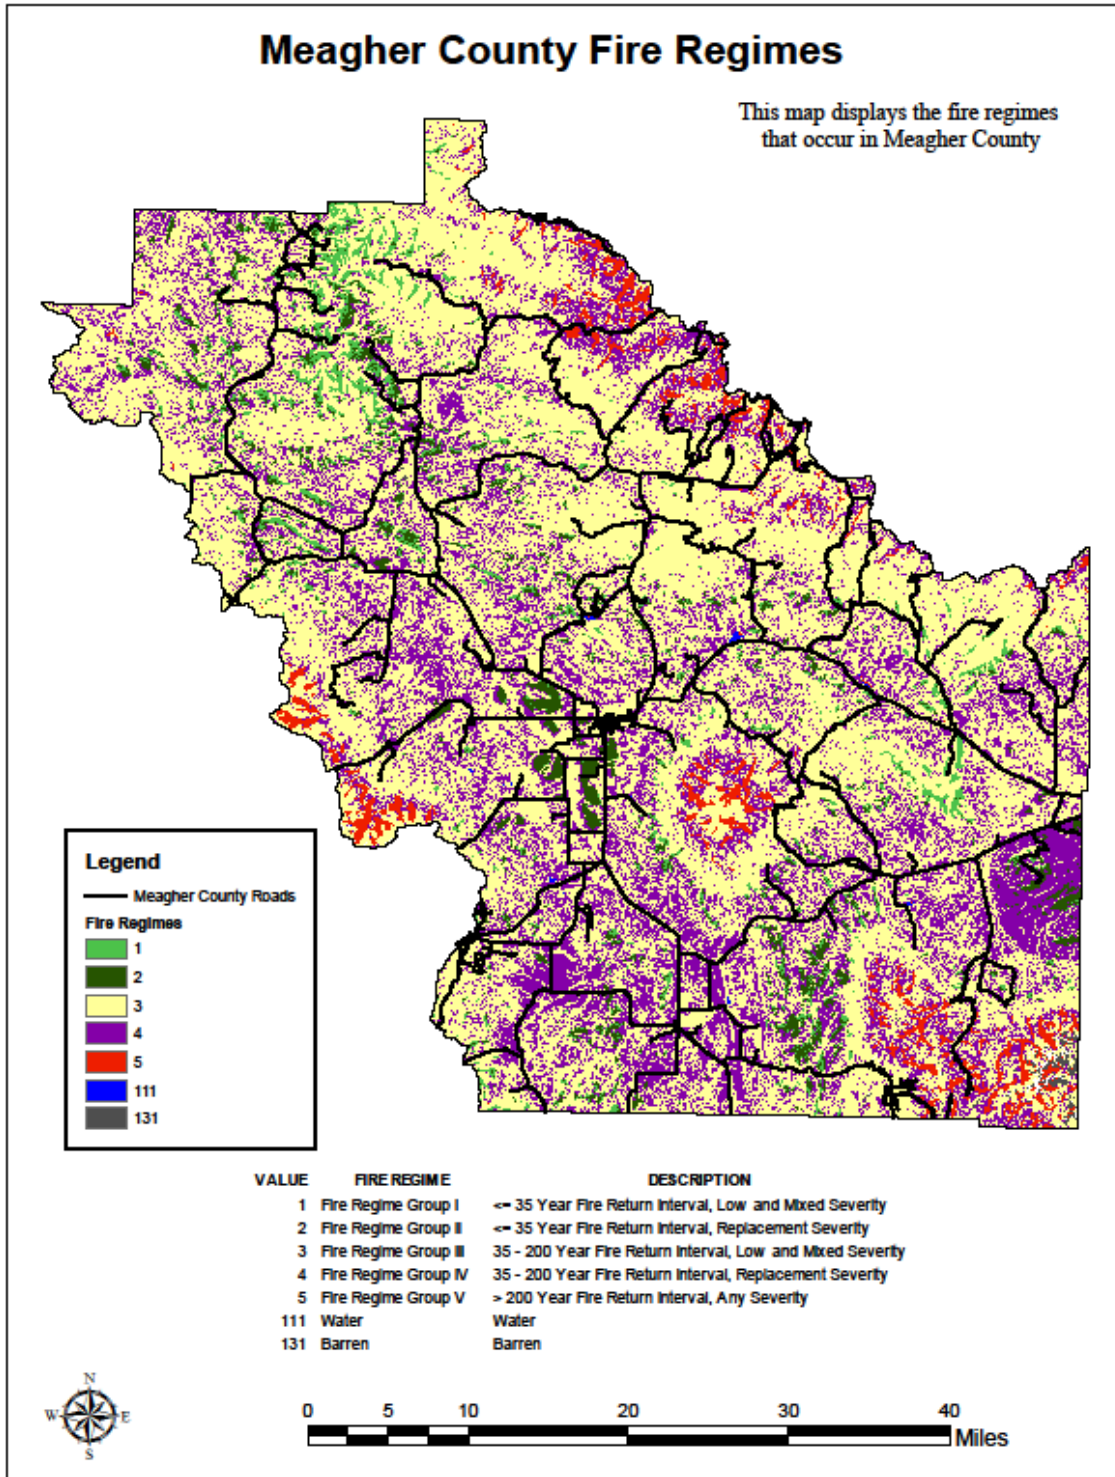 Meagher County Fire Regimes
This map displays the fire regimes
that occur in Meagher County
Legend
Meagher County Roads
Fire Regimes
1
2
3
4
5
111
131
VALUE FIRE REGIME DESCRIPTION
1 Fire Regime Group I <= 35 Year Fire Return Interval, Low and Mixed Severity
2 Fire Regime Group II <= 35 Year Fire Return Interval, Replacement Severity
3 Fire Regime Group III 35 - 200 Year Fire Return Interval, Low and Mixed Severity
4 Fire Regime Group IV 35 - 200 Year Fire Return Interval, Replacement Severity
5 Fire Regime Group V > 200 Year Fire Return Interval, Any Severity
111 Water Water
131 Barren Barren
N
W E
S
0 5 10 20 30 40
Miles